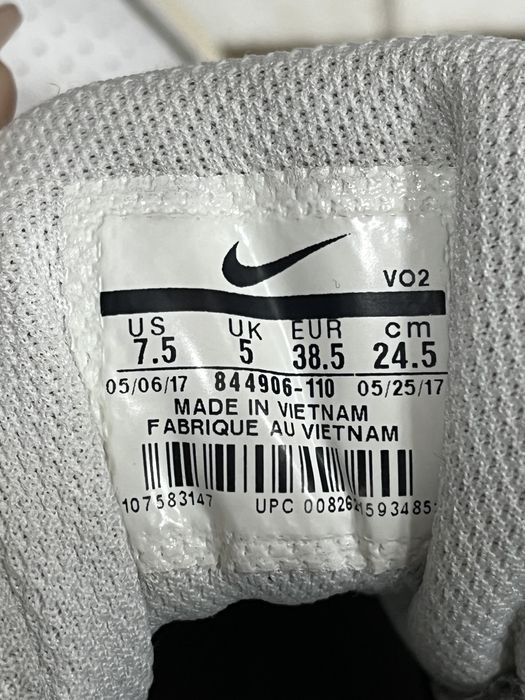 VO2
US UK EUR cm
7.5 5 38.5 24.5
05/06/17 844906-110 05/25/17
MADE IN VIETNAM
FABRIQUE AU VIETNAM
107583147 UPC